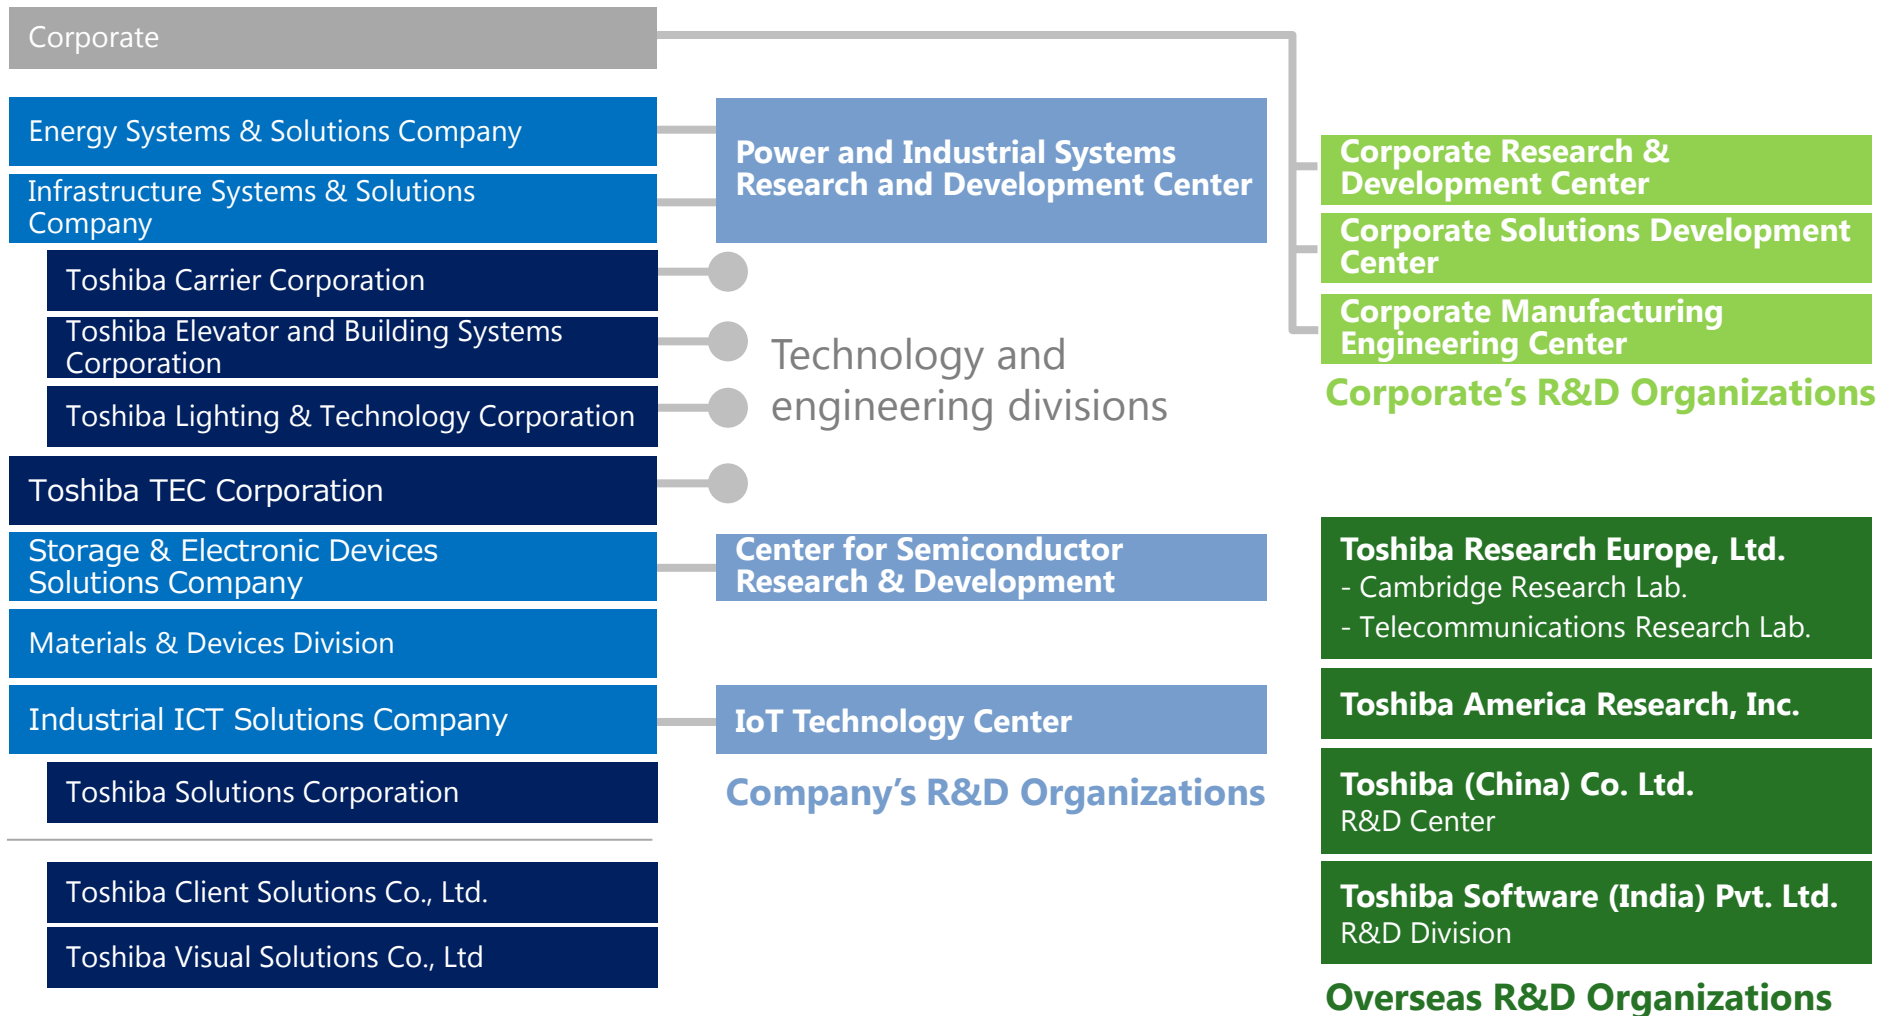 Corporate
Energy Systems & Solutions Company
Infrastructure Systems & Solutions
Company
Toshiba Carrier Corporation
Toshiba Elevator and Building Systems
Corporation
Toshiba Lighting & Technology Corporation
Toshiba TEC Corporation
Storage & Electronic Devices
Solutions Company
Materials & Devices Division
Industrial ICT Solutions Company
Toshiba Solutions Corporation
Toshiba Client Solutions Co., Ltd.
Toshiba Visual Solutions Co., Ltd
Power and Industrial Systems
Research and Development Center
Technology and
engineering divisions
Center for Semiconductor
Research & Development
IoT Technology Center
Company’s R&D Organizations
Corporate Research &
Development Center
Corporate Solutions Development
Center
Corporate Manufacturing
Engineering Center
Corporate’s R&D Organizations
Toshiba Research Europe, Ltd.
- Cambridge Research Lab.
- Telecommunications Research Lab.
Toshiba America Research, Inc.
Toshiba (China) Co. Ltd.
R&D Center
Toshiba Software (India) Pvt. Ltd.
R&D Division
Overseas R&D Organizations